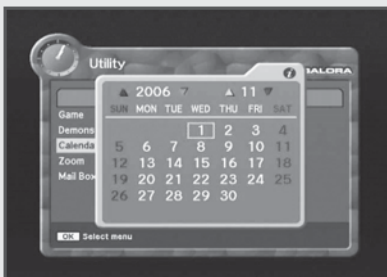 Utility
IALORA
▲ 2006 ▼ ▲ 11 ▼
SUN MON TUE WED THU FRI SAT
1 2 3 4
5 6 7 8 9 10 11
12 13 14 15 16 17 18
19 20 21 22 23 24 25
26 27 28 29 30
Game
Demons
Calenda
Zoom
Mail Box
OK Select menu